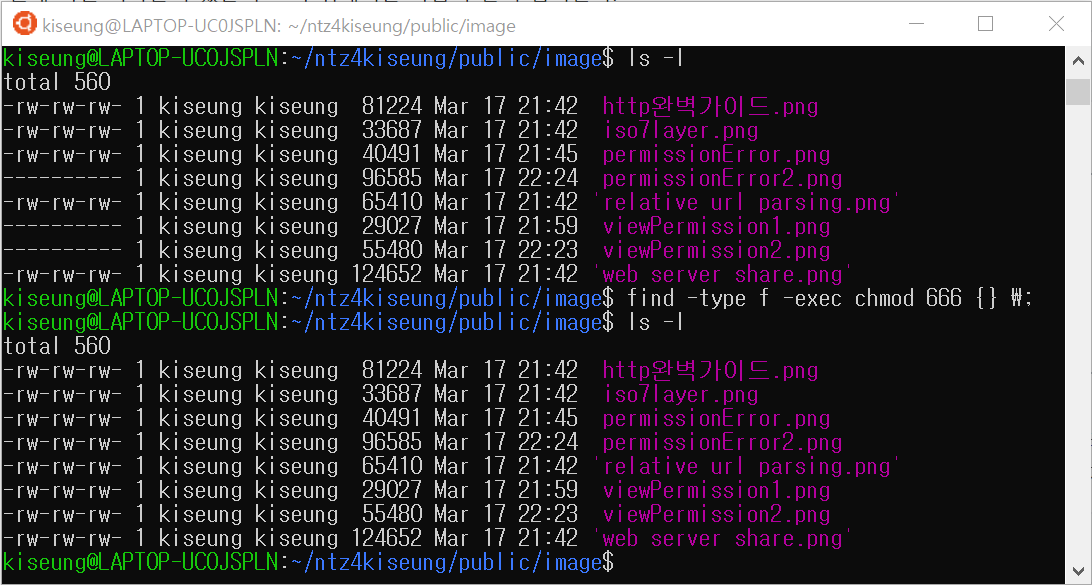 kiseung@LAPTOP-UC0JSPLN: ~/ntz4kiseung/public/image
kiseung@LAPTOP-UC0JSPLN:~/ntz4kiseung/public/image$ ls -l
total 560
-rw-rw-rw- 1 kiseung kiseung  81224 Mar 17 21:42  http완벽가이드.png
-rw-rw-rw- 1 kiseung kiseung  33687 Mar 17 21:42  iso7layer.png
-rw-rw-rw- 1 kiseung kiseung  40491 Mar 17 21:45  permissionError.png
---------- 1 kiseung kiseung  96585 Mar 17 22:24  permissionError2.png
-rw-rw-rw- 1 kiseung kiseung  65410 Mar 17 21:42 'relative url parsing.png'
---------- 1 kiseung kiseung  29027 Mar 17 21:59  viewPermission1.png
---------- 1 kiseung kiseung  55480 Mar 17 22:23  viewPermission2.png
-rw-rw-rw- 1 kiseung kiseung 124652 Mar 17 21:42 'web server share.png'
kiseung@LAPTOP-UC0JSPLN:~/ntz4kiseung/public/image$ find -type f -exec chmod 666 {} ₩;
kiseung@LAPTOP-UC0JSPLN:~/ntz4kiseung/public/image$ ls -l
total 560
-rw-rw-rw- 1 kiseung kiseung  81224 Mar 17 21:42  http완벽가이드.png
-rw-rw-rw- 1 kiseung kiseung  33687 Mar 17 21:42  iso7layer.png
-rw-rw-rw- 1 kiseung kiseung  40491 Mar 17 21:45  permissionError.png
-rw-rw-rw- 1 kiseung kiseung  96585 Mar 17 22:24  permissionError2.png
-rw-rw-rw- 1 kiseung kiseung  65410 Mar 17 21:42 'relative url parsing.png'
-rw-rw-rw- 1 kiseung kiseung  29027 Mar 17 21:59  viewPermission1.png
-rw-rw-rw- 1 kiseung kiseung  55480 Mar 17 22:23  viewPermission2.png
-rw-rw-rw- 1 kiseung kiseung 124652 Mar 17 21:42 'web server share.png'
kiseung@LAPTOP-UC0JSPLN:~/ntz4kiseung/public/image$